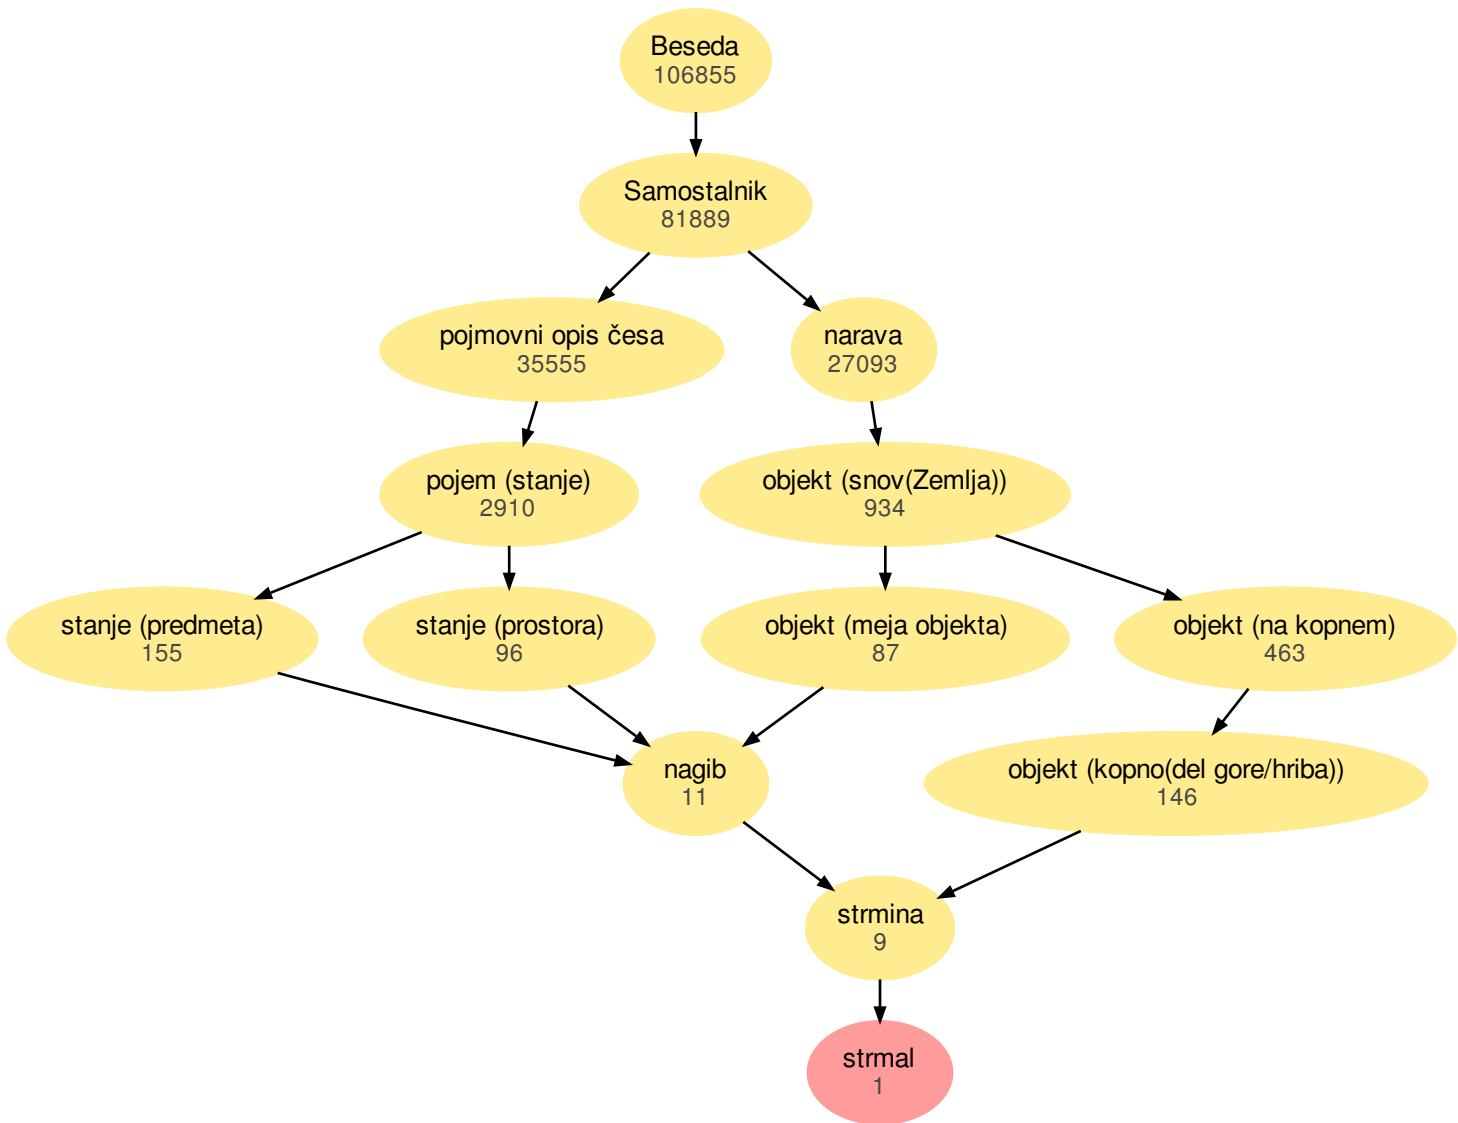 Beseda
106855
Samostalnik
81889
pojmovni opis česa
35555
narava
27093
pojem (stanje)
2910
objekt (snov(Zemlja))
934
stanje (predmeta)
155
stanje (prostora)
96
objekt (meja objekta)
87
objekt (na kopnem)
463
nagib
11
objekt (kopno(del gore/hriba))
146
strmina
9
strmal
1